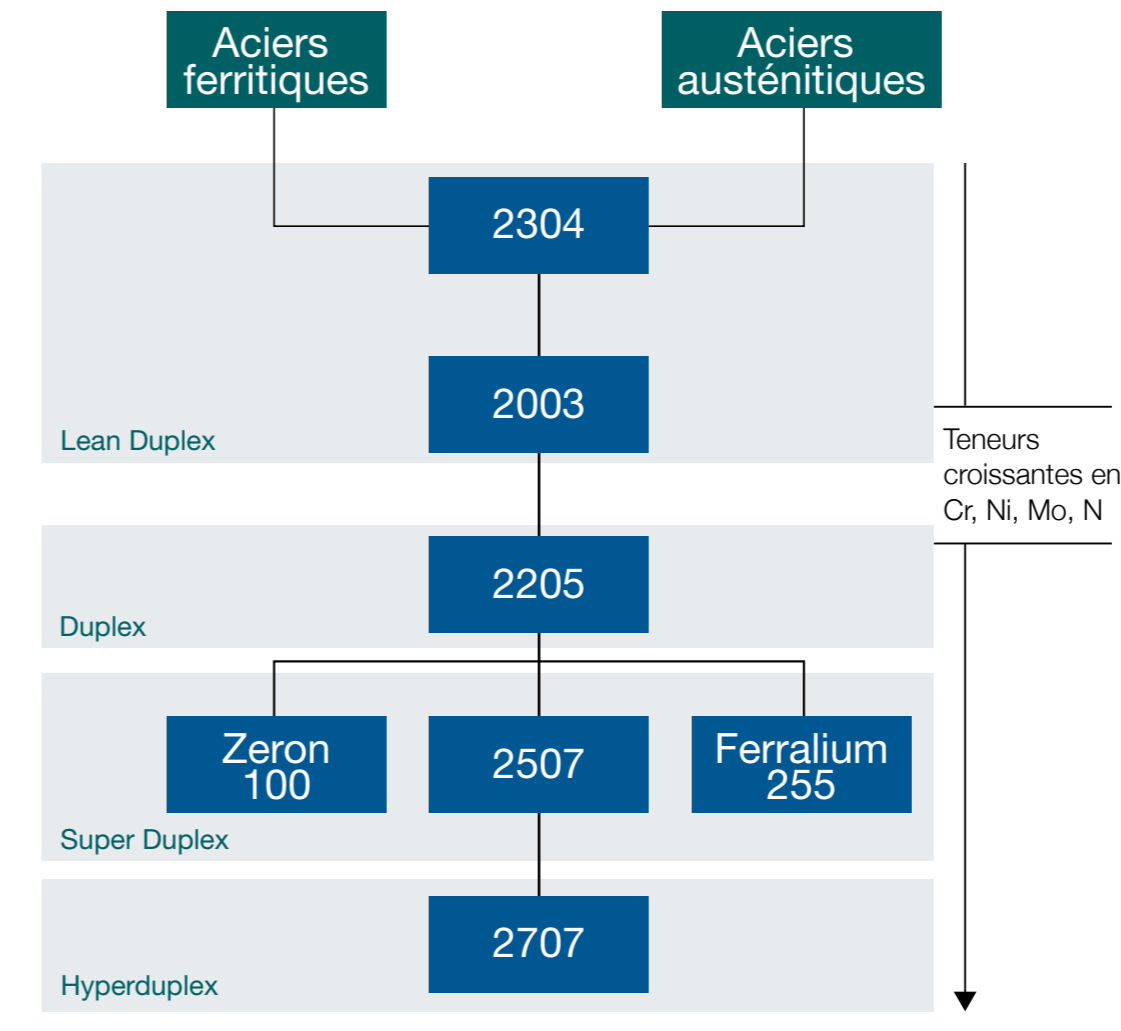 Aciers
ferritiques
Aciers
austénitiques
2304
2003
Lean Duplex
Teneurs
croissantes en
Cr, Ni, Mo, N
2205
Duplex
Zeron
100
2507
Ferralium
255
Super Duplex
2707
Hyperduplex